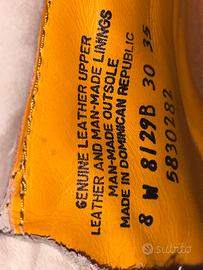 GENUINE LEATHER UPPER
LEATHER AND MAN-MADE LININGS
MAN-MADE OUTSOLE
MADE IN DOMINICAN REPUBLIC
8 W 8129B 30 35
5830282
subito